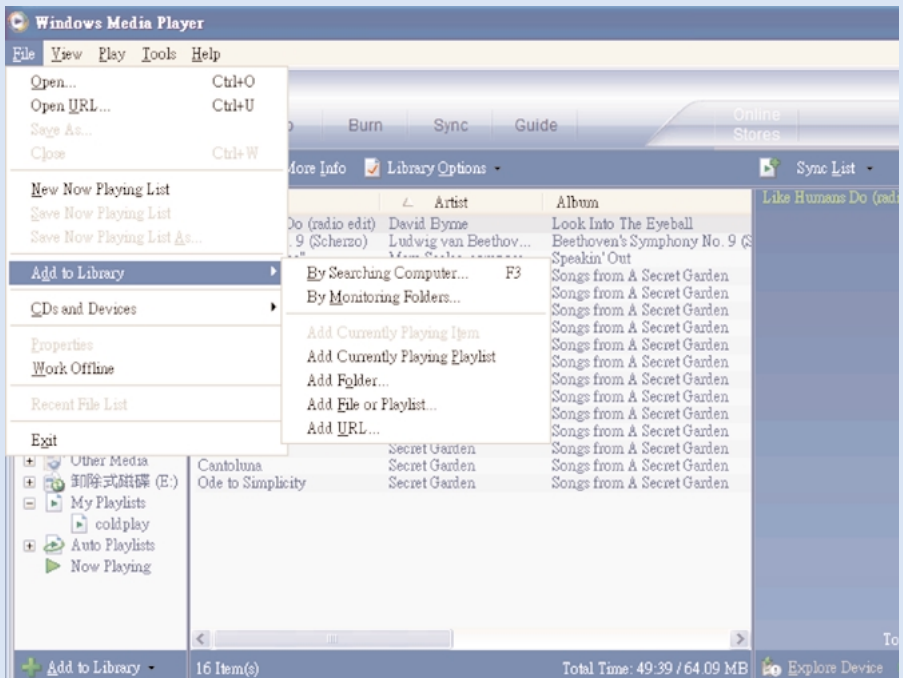 Windows Media Player
File View Play Tools Help
Open... Ctrl+O
Open URL... Ctrl+U
Save As...
Close Ctrl+W
New Now Playing List
Save Now Playing List
Save Now Playing List As...
Add to Library
CDs and Devices
Properties
Work Offline
Recent File List
Exit
By Searching Computer... F3
By Monitoring Folders...
Add Currently Playing Item
Add Currently Playing Playlist
Add Folder...
Add File or Playlist...
Add URL...
Burn Sync Guide
Online
Stores
More Info Library Options Sync List
Artist Album
Like Humans Do (radi
Do (radio edit) David Byrne Look Into The Eyeball
. 9 (Scherzo) Ludwig van Beethov... Beethoven's Symphony No. 9 (S
Speakin' Out
Songs from A Secret Garden
Songs from A Secret Garden
Songs from A Secret Garden
Songs from A Secret Garden
Songs from A Secret Garden
Songs from A Secret Garden
Songs from A Secret Garden
Songs from A Secret Garden
Songs from A Secret Garden
Songs from A Secret Garden
Secret Garden Songs from A Secret Garden
Cantoluna Secret Garden Songs from A Secret Garden
Ode to Simplicity Secret Garden Songs from A Secret Garden
Other Media
卸除式磁碟 (E:)
My Playlists
coldplay
Auto Playlists
Now Playing
To
Add to Library 16 Item(s) Total Time: 49:39 / 64.09 MB Explore Device